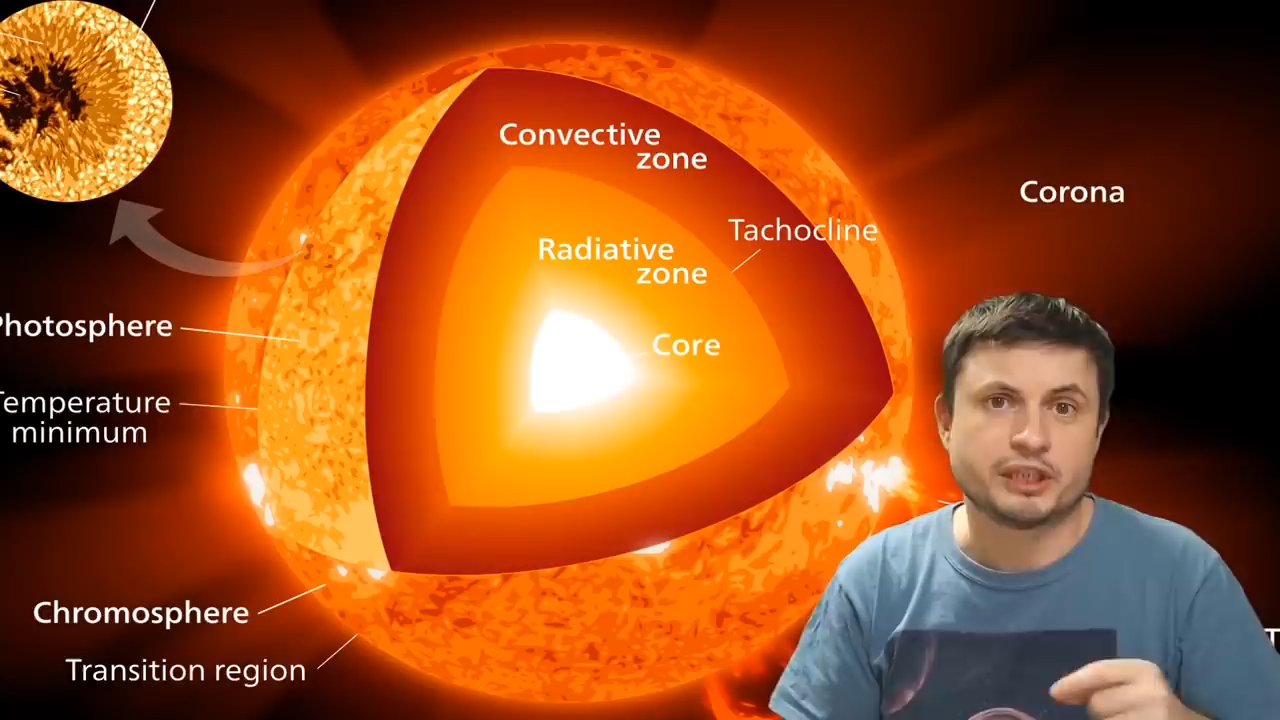 Convective
zone
Corona
Tachocline
Radiative
zone
Photosphere
Core
Temperature
minimum
Chromosphere
Transition region